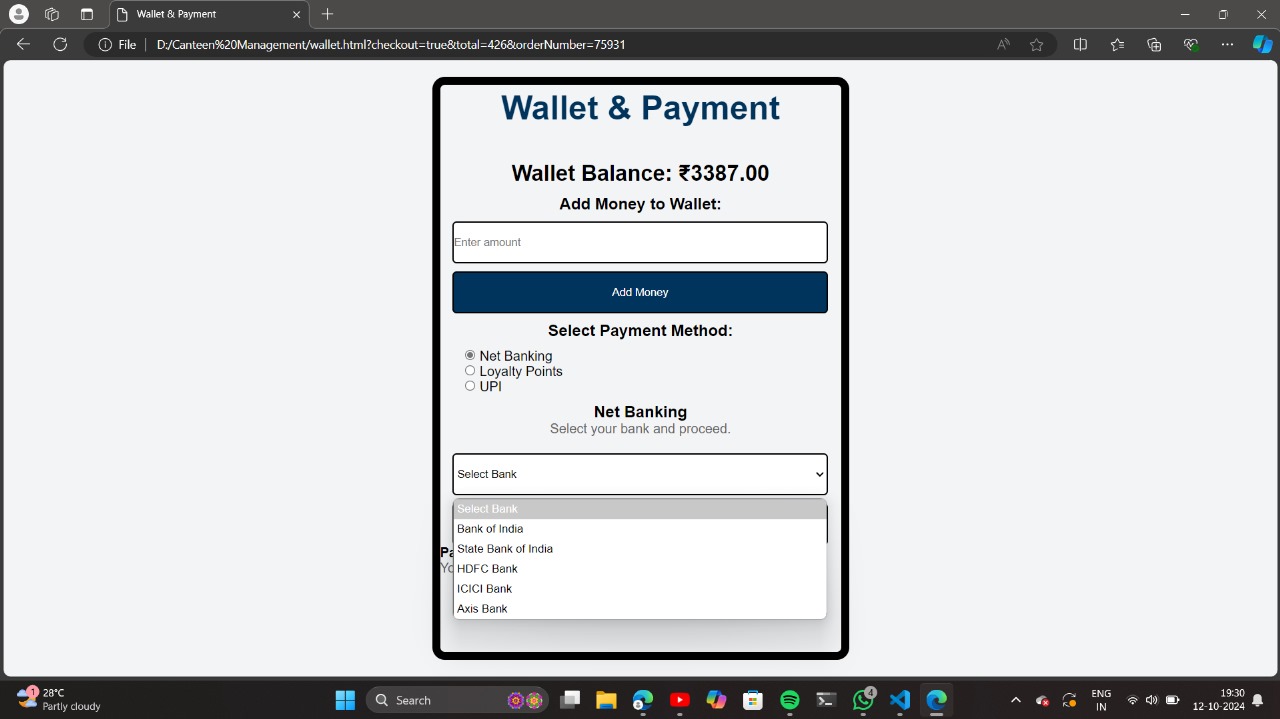 Wallet & Payment
File
D:/Canteen%20Management/wallet.html?checkout=true&total=426&orderNumber=75931
Wallet & Payment
Wallet Balance: ₹3387.00
Add Money to Wallet:
Enter amount
Add Money
Select Payment Method:
Net Banking
Loyalty Points
UPI
Net Banking
Select your bank and proceed.
Select Bank
Select Bank
Bank of India
State Bank of India
HDFC Bank
ICICI Bank
Axis Bank
1
28°C
Partly cloudy
Search
4
ENG
IN
19:30
12-10-2024